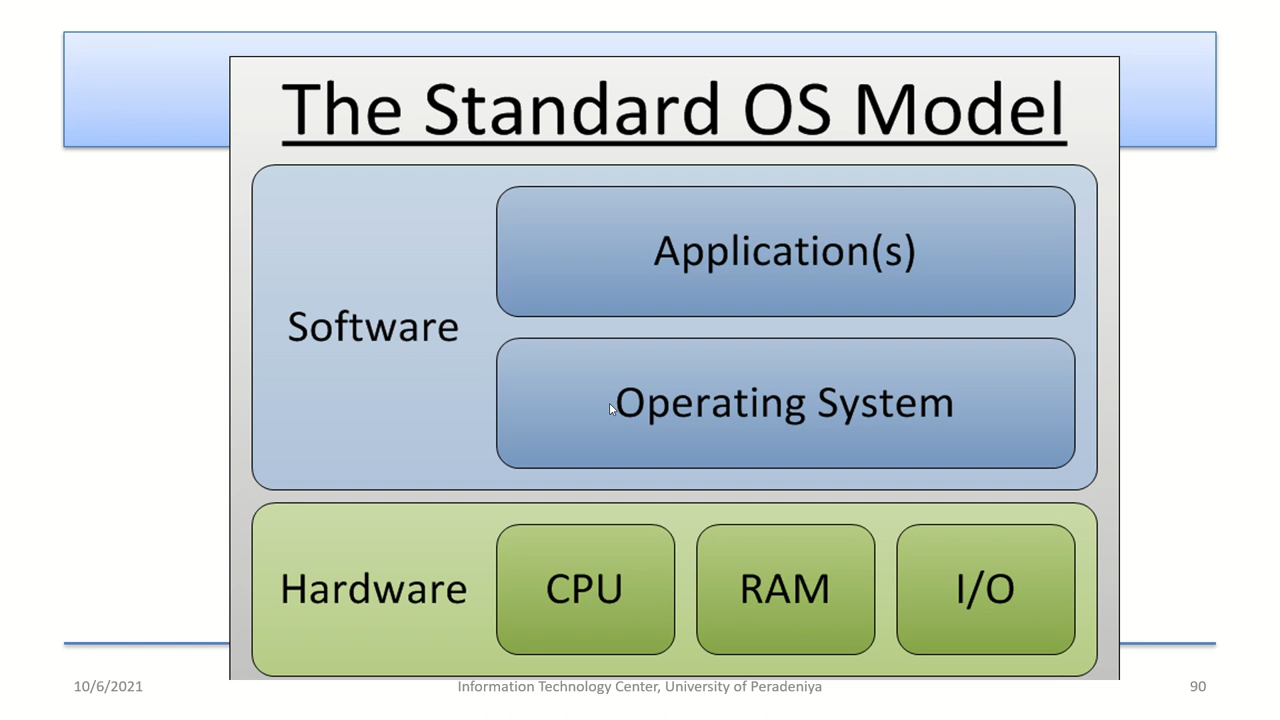 The Standard OS Model
Application(s)
Software
Operating System
Hardware
CPU
RAM
I/O
10/6/2021
Information Technology Center, University of Peradeniya
90